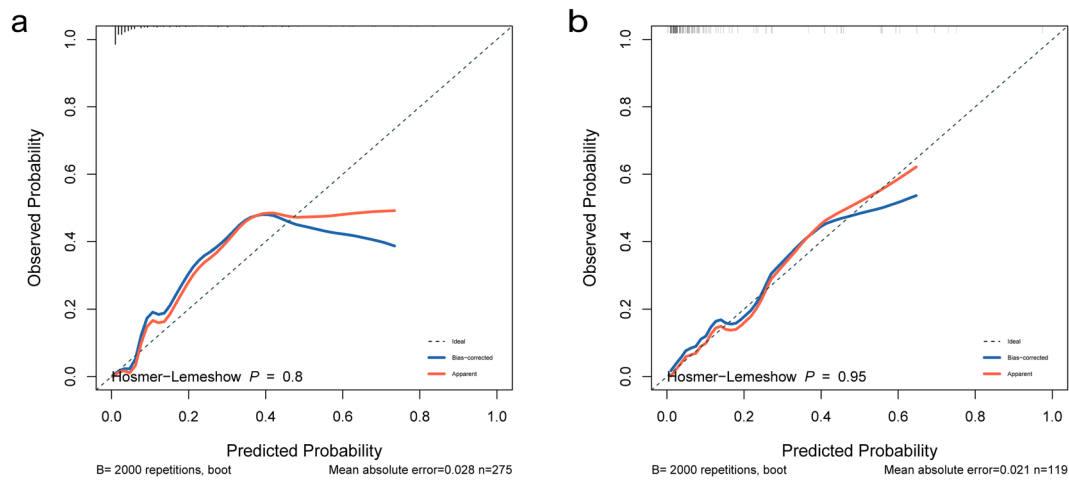 a
Observed Probability
1.0
0.8
0.6
0.4
0.2
0.0
Ideal
Bias-corrected
Apparent
Hosmer-Lemeshow P = 0.8
0.0 0.2 0.4 0.6 0.8 1.0
Predicted Probability
B= 2000 repetitions, boot Mean absolute error=0.028 n=275
b
Observed Probability
1.0
0.8
0.6
0.4
0.2
0.0
Ideal
Bias-corrected
Apparent
Hosmer-Lemeshow P = 0.95
0.0 0.2 0.4 0.6 0.8 1.0
Predicted Probability
B= 2000 repetitions, boot Mean absolute error=0.021 n=119